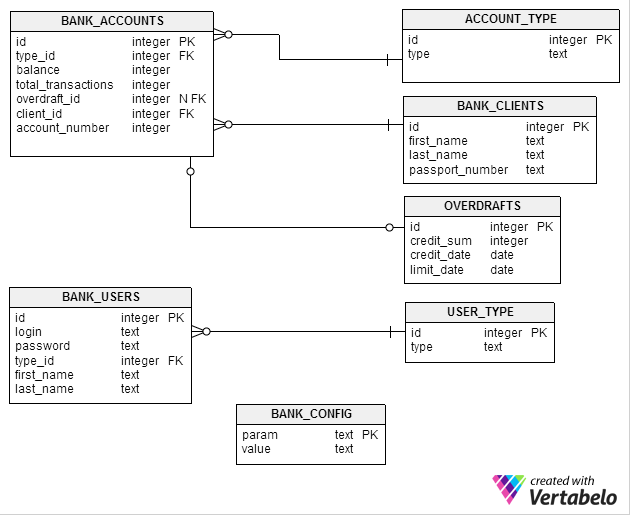 BANK_ACCOUNTS
id integer PK
type_id integer FK
balance integer
total_transactions integer
overdraft_id integer N FK
client_id integer FK
account_number integer
ACCOUNT_TYPE
id integer PK
type text
BANK_CLIENTS
id integer PK
first_name text
last_name text
passport_number text
OVERDRAFTS
id integer PK
credit_sum integer
credit_date date
limit_date date
BANK_USERS
id integer PK
login text
password text
type_id integer FK
first_name text
last_name text
USER_TYPE
id integer PK
type text
BANK_CONFIG
param text PK
value text
created with
Vertabelo